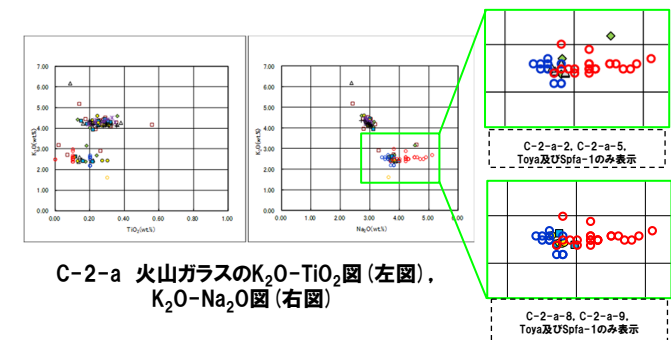 7.00
6.00
5.00
4.00
3.00
2.00
1.00
0.00
K₂O(wt.%)
0.00 0.20 0.40 0.60 0.80 1.00
TiO₂(wt.%)
7.00
6.00
5.00
4.00
3.00
2.00
1.00
0.00
K₂O(wt.%)
0.00 1.00 2.00 3.00 4.00 5.00 6.00
Na₂O(wt.%)
C-2-a-2, C-2-a-5,
Toya及びSpfa-1のみ表示
C-2-a-8, C-2-a-9,
Toya及びSpfa-1のみ表示
C-2-a 火山ガラスのK₂O-TiO₂図(左図),
K₂O-Na₂O図(右図)